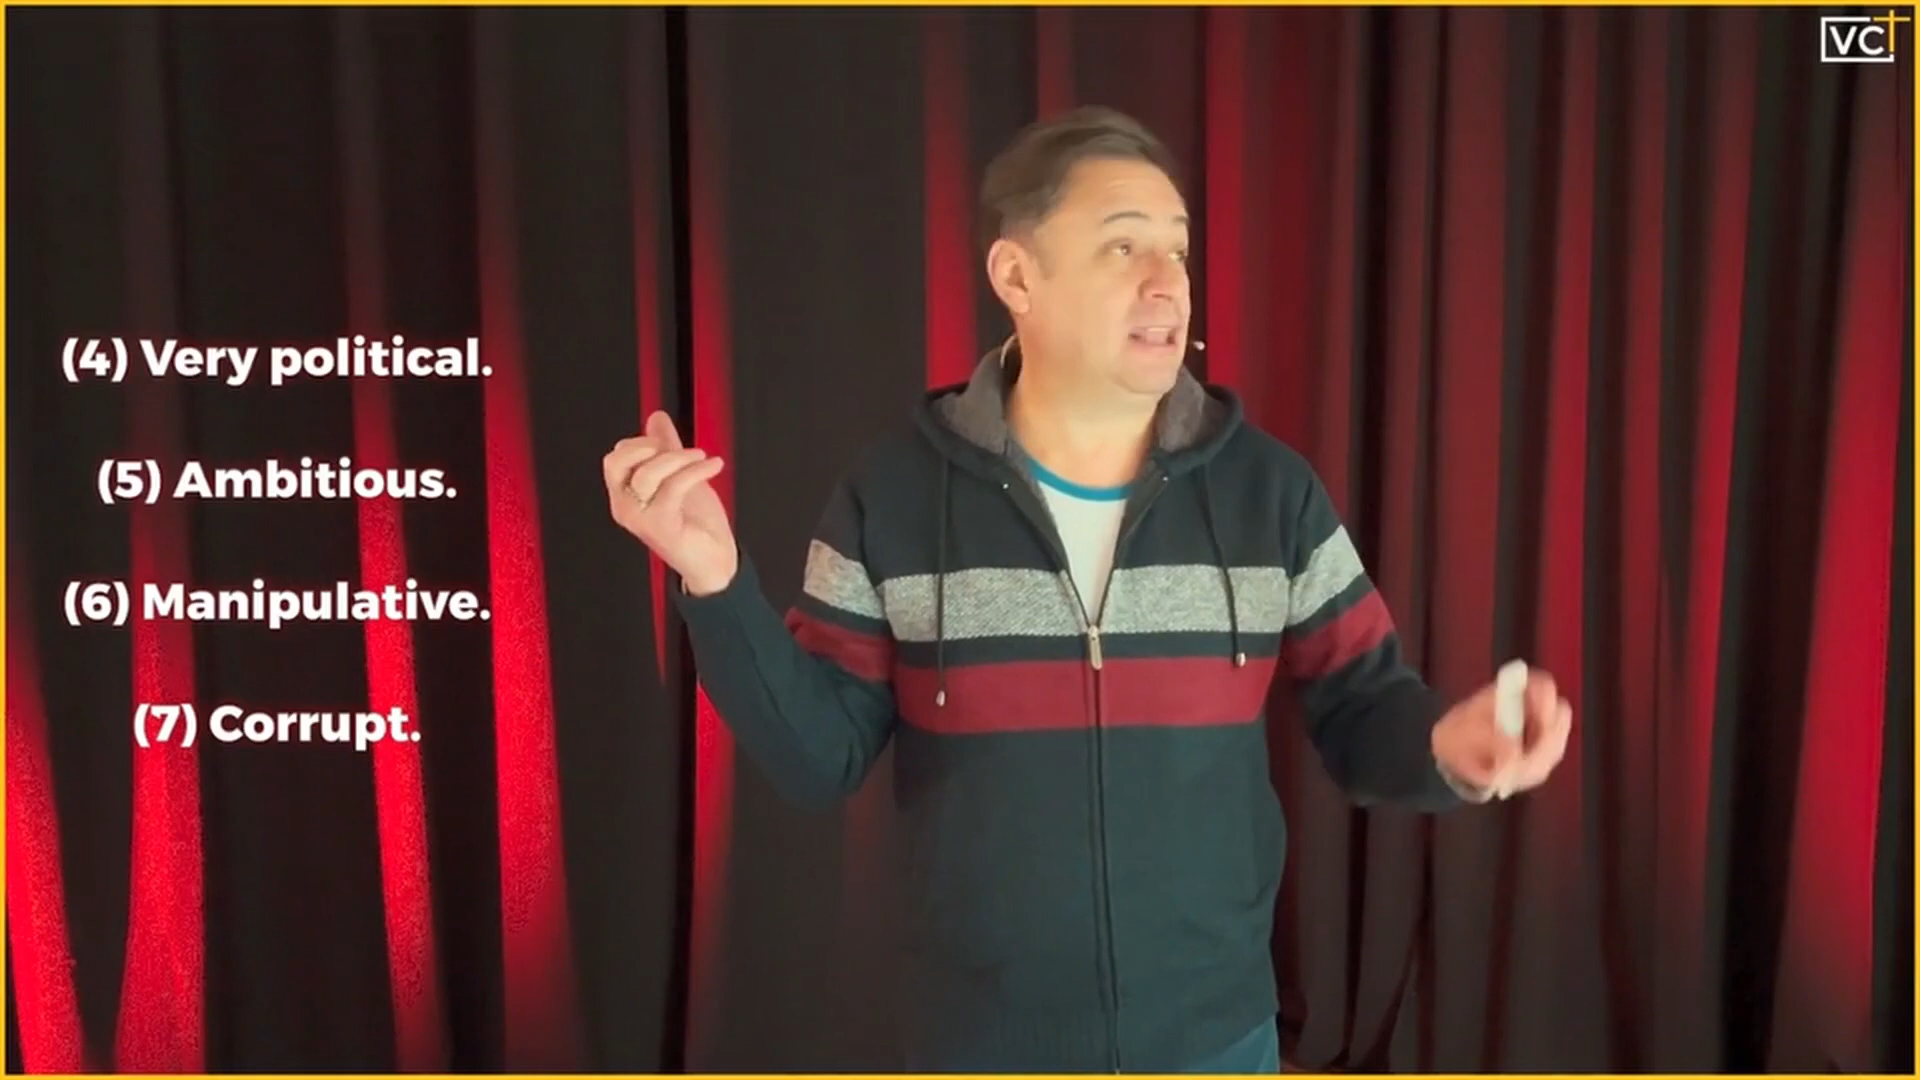 VC
(4) Very political.
(5) Ambitious.
(6) Manipulative.
(7) Corrupt.